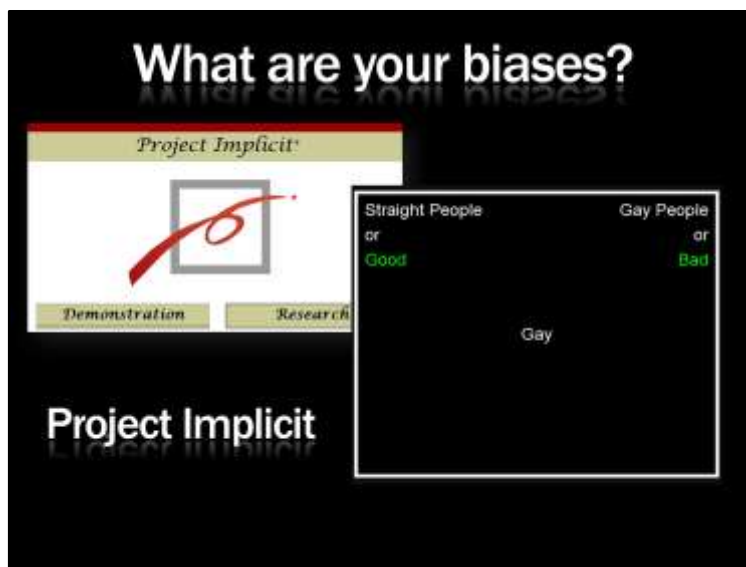 What are your biases?
Project Implicit
Demonstration
Research
Straight People
or
Good
Gay People
or
Bad
Gay
Project Implicit